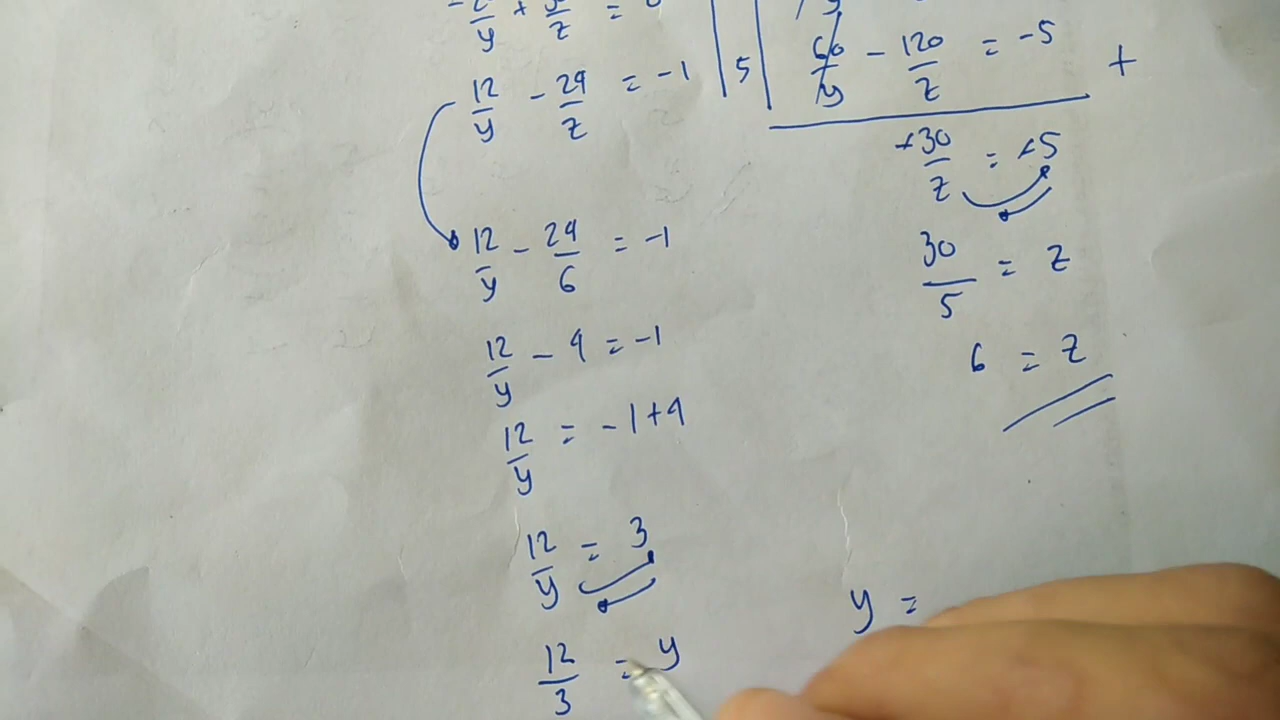 12/y - 24/z = -1 | 5 |
60/y - 120/z = -5 +
+30/z = +5
30/5 = z
6 = z
12/y - 24/6 = -1
12/y - 4 = -1
12/y = -1+4
12/y = 3
12/3 = y
y =